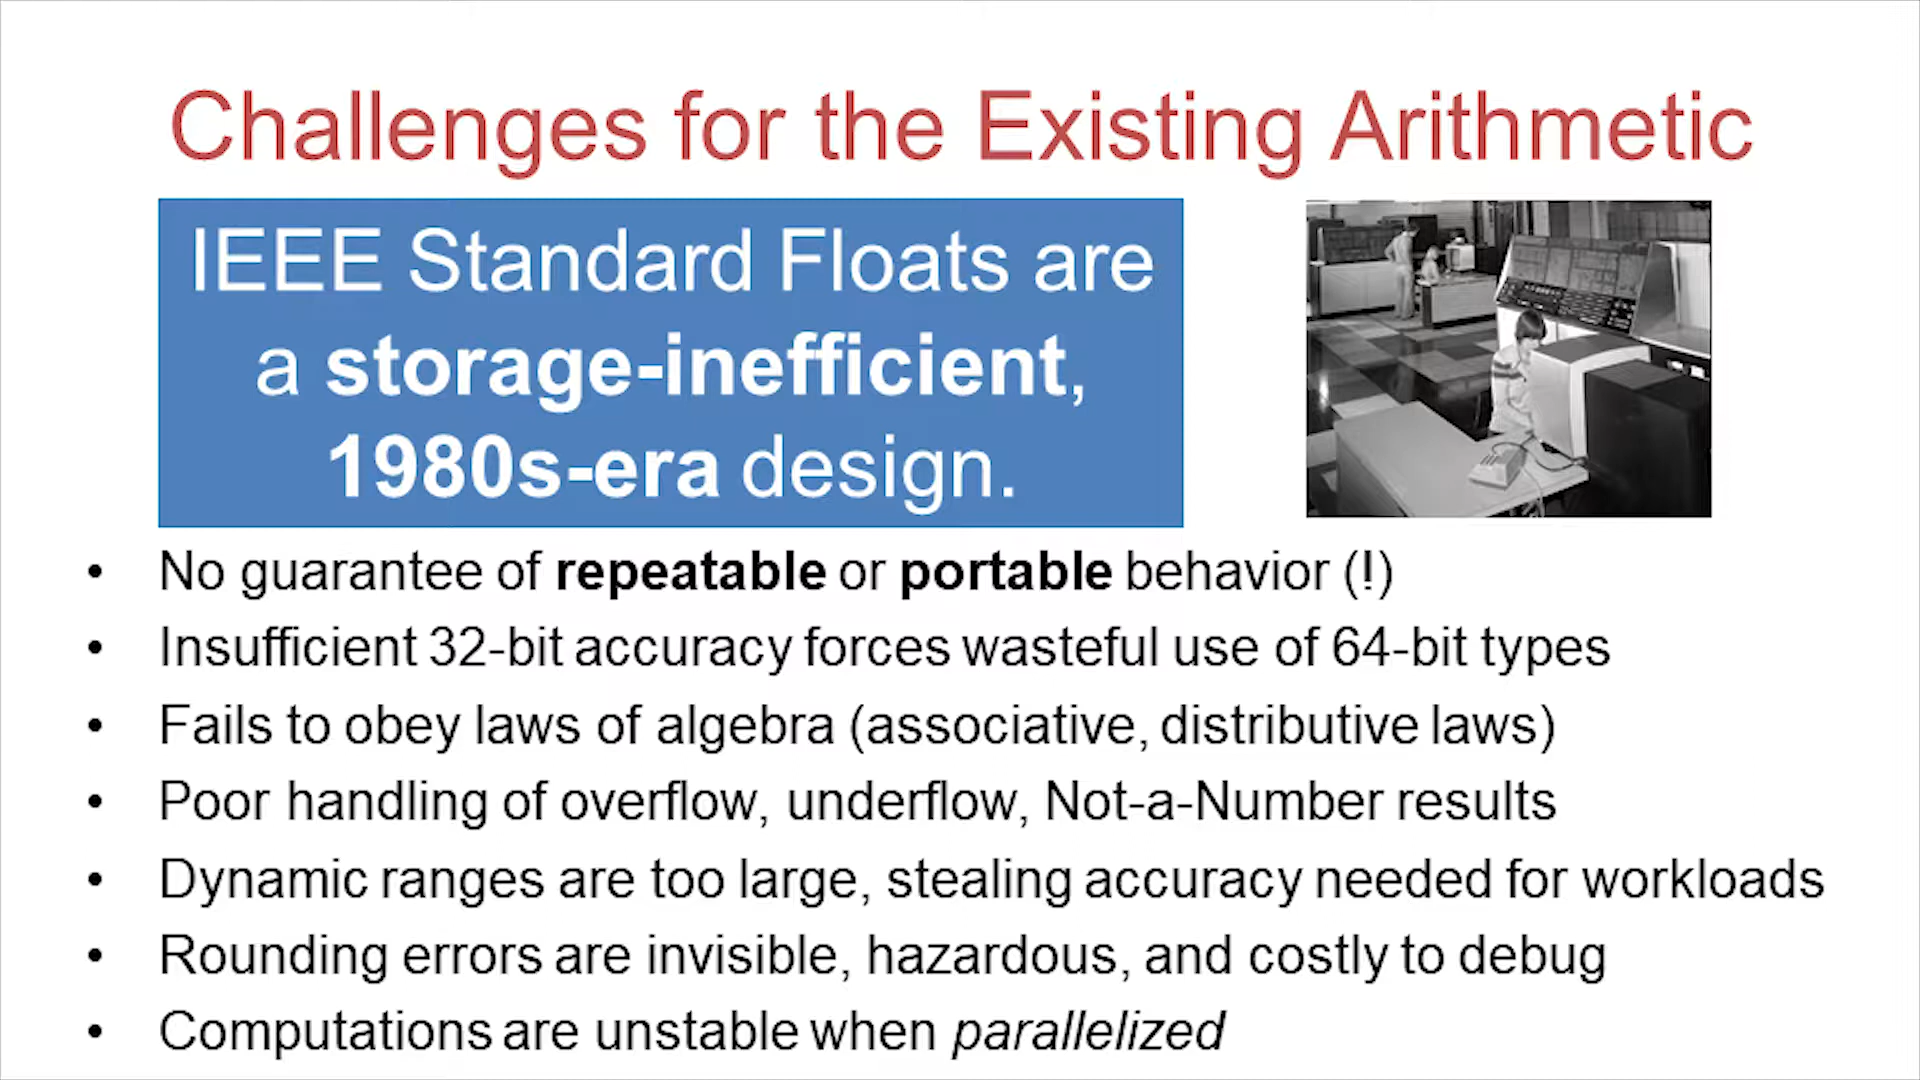 Challenges for the Existing Arithmetic
IEEE Standard Floats are
a storage-inefficient,
1980s-era design.
• No guarantee of repeatable or portable behavior (!)
• Insufficient 32-bit accuracy forces wasteful use of 64-bit types
• Fails to obey laws of algebra (associative, distributive laws)
• Poor handling of overflow, underflow, Not-a-Number results
• Dynamic ranges are too large, stealing accuracy needed for workloads
• Rounding errors are invisible, hazardous, and costly to debug
• Computations are unstable when parallelized